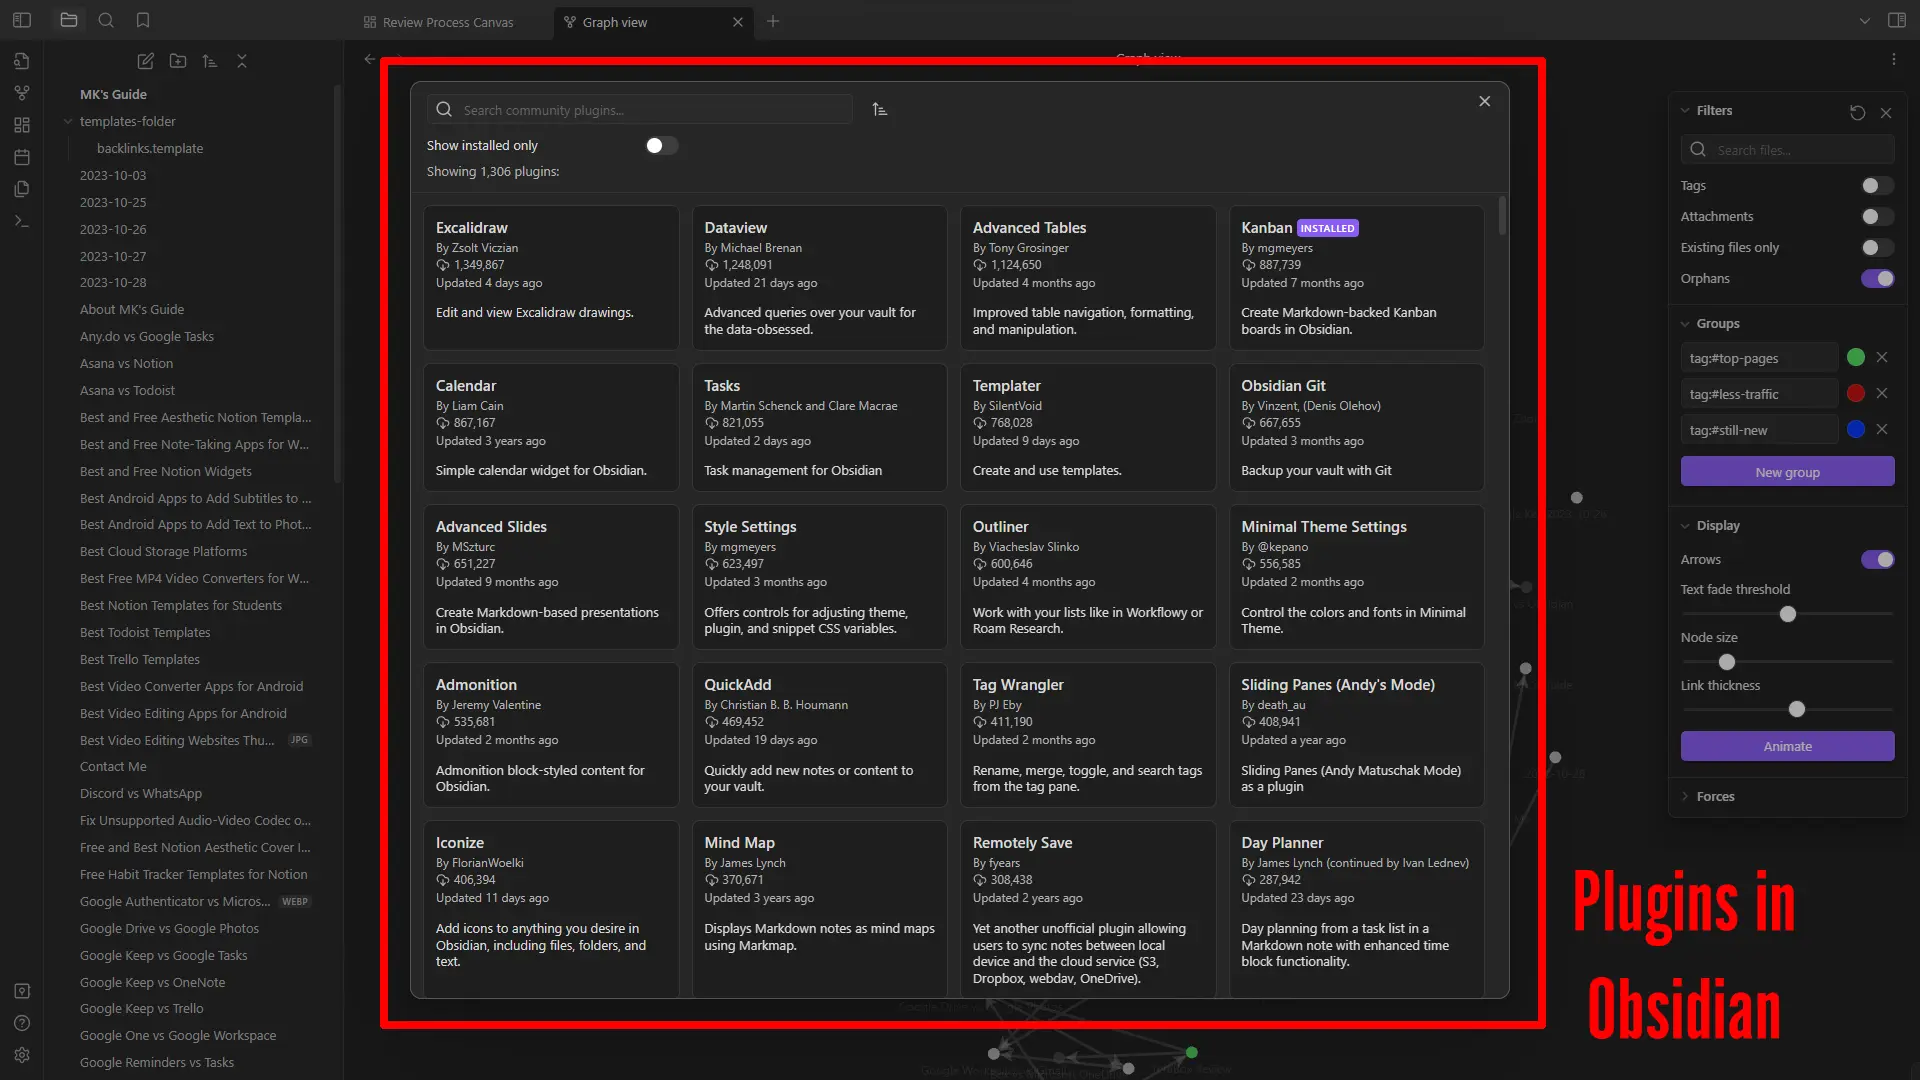 Review Process Canvas
Graph view
MK's Guide
templates-folder
backlinks.template
2023-10-03
2023-10-25
2023-10-26
2023-10-27
2023-10-28
About MK's Guide
Any.do vs Google Tasks
Asana vs Notion
Asana vs Todoist
Best and Free Aesthetic Notion Templa...
Best and Free Note-Taking Apps for W...
Best and Free Notion Widgets
Best Android Apps to Add Subtitles to ...
Best Android Apps to Add Text to Phot...
Best Cloud Storage Platforms
Best Free MP4 Video Converters for W...
Best Notion Templates for Students
Best Todoist Templates
Best Trello Templates
Best Video Converter Apps for Android
Best Video Editing Apps for Android
Best Video Editing Websites Thu... JPG
Contact Me
Discord vs WhatsApp
Fix Unsupported Audio-Video Codec o...
Free and Best Notion Aesthetic Cover I...
Free Habit Tracker Templates for Notion
Google Authenticator vs Micros... WEBP
Google Drive vs Google Photos
Google Keep vs Google Tasks
Google Keep vs OneNote
Google Keep vs Trello
Google One vs Google Workspace
Google Reminders vs Tasks
Graph view
Search community plugins...
Show installed only
Showing 1,306 plugins:
Excalidraw
By Zsolt Viczian
1,349,867
Updated 4 days ago
Edit and view Excalidraw drawings.
Dataview
By Michael Brenan
1,248,091
Updated 21 days ago
Advanced queries over your vault for
the data-obsessed.
Advanced Tables
By Tony Grosinger
1,124,650
Updated 4 months ago
Improved table navigation, formatting,
and manipulation.
Kanban INSTALLED
By mgmeyers
887,739
Updated 7 months ago
Create Markdown-backed Kanban
boards in Obsidian.
Calendar
By Liam Cain
867,167
Updated 3 years ago
Simple calendar widget for Obsidian.
Tasks
By Martin Schenck and Clare Macrae
821,055
Updated 2 days ago
Task management for Obsidian
Templater
By SilentVoid
768,028
Updated 9 days ago
Create and use templates.
Obsidian Git
By Vinzent, (Denis Olehov)
667,655
Updated 3 months ago
Backup your vault with Git
Advanced Slides
By MSzturc
651,227
Updated 9 months ago
Create Markdown-based presentations
in Obsidian.
Style Settings
By mgmeyers
623,497
Updated 3 months ago
Offers controls for adjusting theme,
plugin, and snippet CSS variables.
Outliner
By Viacheslav Slinko
600,646
Updated 4 months ago
Work with your lists like in Workflowy or
Roam Research.
Minimal Theme Settings
By @kepano
556,585
Updated 2 months ago
Control the colors and fonts in Minimal
Theme.
Admonition
By Jeremy Valentine
535,681
Updated 2 months ago
Admonition block-styled content for
Obsidian.
QuickAdd
By Christian B. B. Houmann
469,452
Updated 19 days ago
Quickly add new notes or content to
your vault.
Tag Wrangler
By PJ Eby
411,190
Updated 2 months ago
Rename, merge, toggle, and search tags
from the tag pane.
Sliding Panes (Andy's Mode)
By death_au
408,941
Updated a year ago
Sliding Panes (Andy Matuschak Mode)
as a plugin
Iconize
By FlorianWoelki
406,394
Updated 11 days ago
Add icons to anything you desire in
Obsidian, including files, folders, and
text.
Mind Map
By James Lynch
370,671
Updated 3 years ago
Displays Markdown notes as mind maps
using Markmap.
Remotely Save
By fyears
308,438
Updated 2 years ago
Yet another unofficial plugin allowing
users to sync notes between local
device and the cloud service (S3,
Dropbox, webdav, OneDrive).
Day Planner
By James Lynch (continued by Ivan Lednev)
287,942
Updated 23 days ago
Day planning from a task list in a
Markdown note with enhanced time
block functionality.
Filters
Search files...
Tags
Attachments
Existing files only
Orphans
Groups
tag:#top-pages
tag:#less-traffic
tag:#still-new
New group
Display
Arrows
Text fade threshold
Node size
Link thickness
Animate
Forces
Plugins in
Obsidian